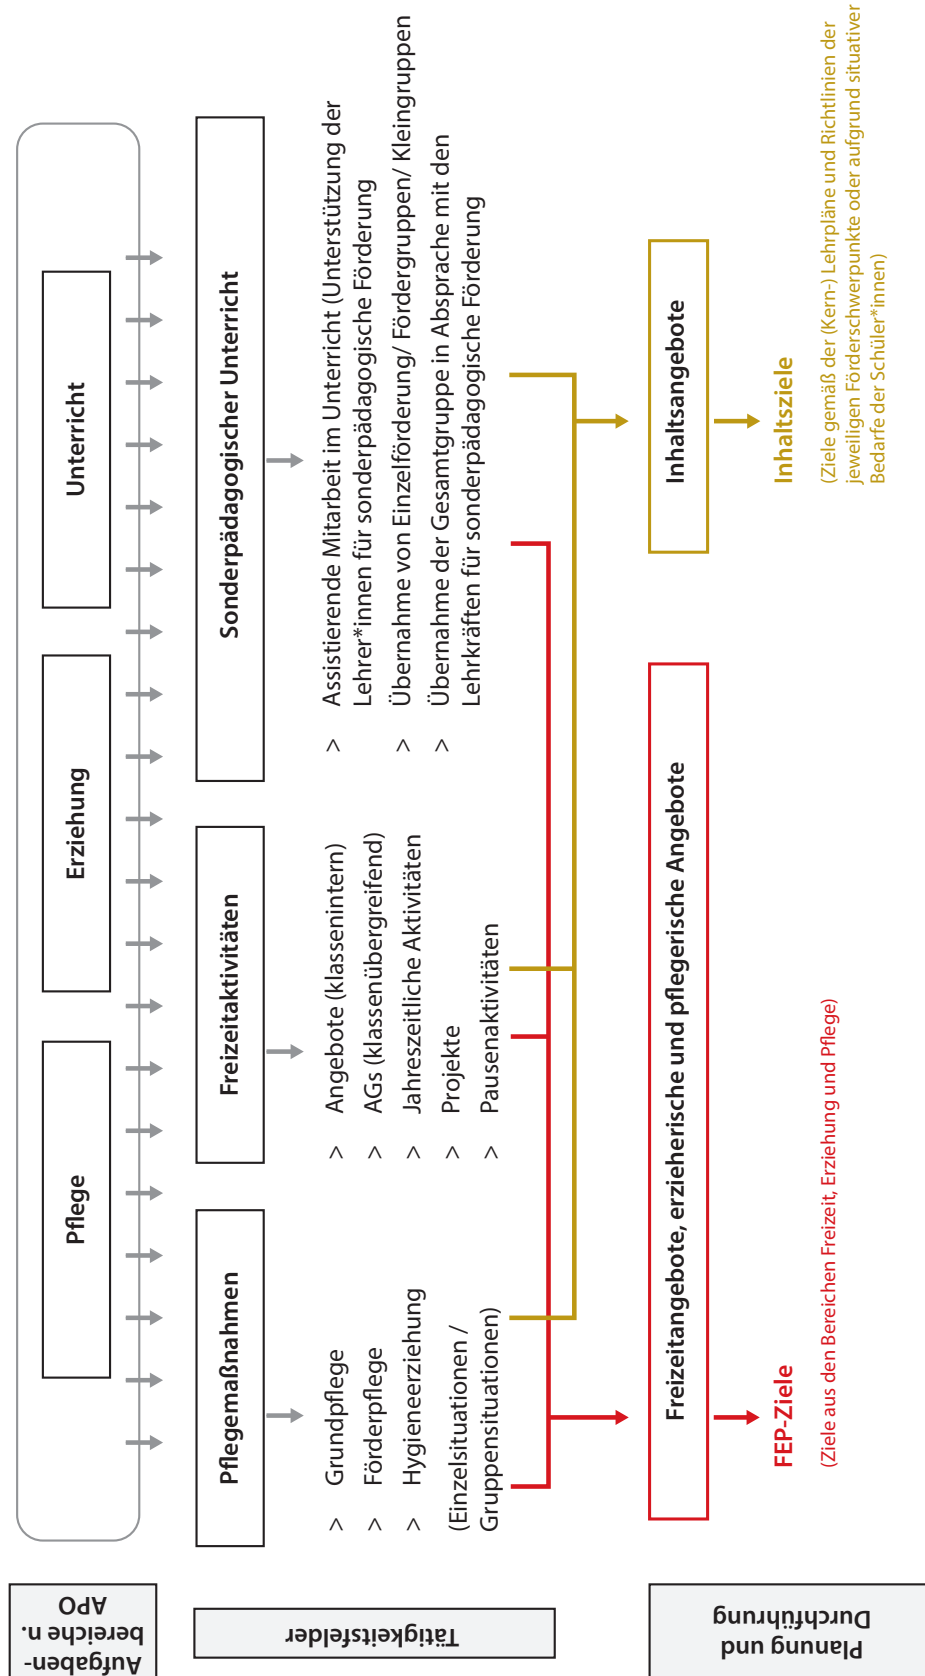 Aufgaben-
bereiche n.
APO
Pflege
Erziehung
Unterricht
Tätigkeitsfelder
Pflegemaßnahmen
> Grundpflege
> Förderpflege
> Hygieneerziehung
(Einzelsituationen /
Gruppensituationen)
Freizeitaktivitäten
> Angebote (klassenintern)
> AGs (klassenübergreifend)
> Jahreszeitliche Aktivitäten
> Projekte
> Pausenaktivitäten
Sonderpädagogischer Unterricht
> Assistierende Mitarbeit im Unterricht (Unterstützung der
Lehrer*innen für sonderpädagogische Förderung
> Übernahme von Einzelförderung/ Fördergruppen/ Kleingruppen
> Übernahme der Gesamtgruppe in Absprache mit den
Lehrkräften für sonderpädagogische Förderung
Planung und
Durchführung
Freizeitangebote, erzieherische und pflegerische Angebote
FEP-Ziele
(Ziele aus den Bereichen Freizeit, Erziehung und Pflege)
Inhaltsangebote
Inhaltsziele
(Ziele gemäß der (Kern-) Lehrpläne und Richtlinien der
jeweiligen Förderschwerpunkte oder aufgrund situativer
Bedarfe der Schüler*innen)